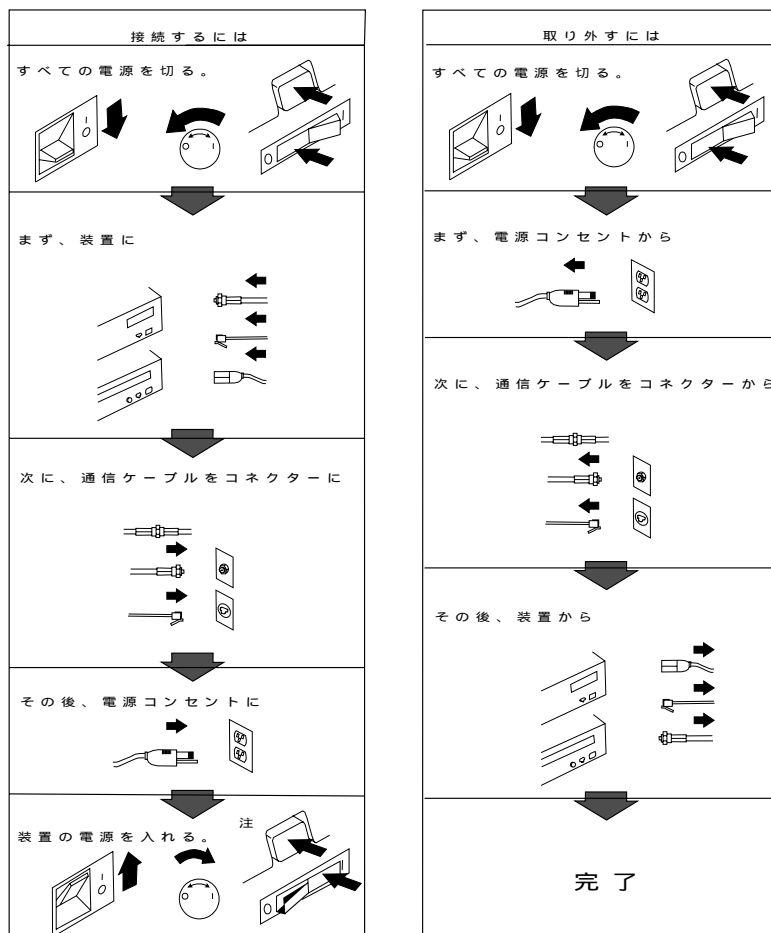 接続するには
すべての電源を切る。
まず、装置に
次に、通信ケーブルをコネクターに
その後、電源コンセントに
装置の電源を入れる。
注
取り外すには
すべての電源を切る。
まず、電源コンセントから
次に、通信ケーブルをコネクターから
その後、装置から
完了